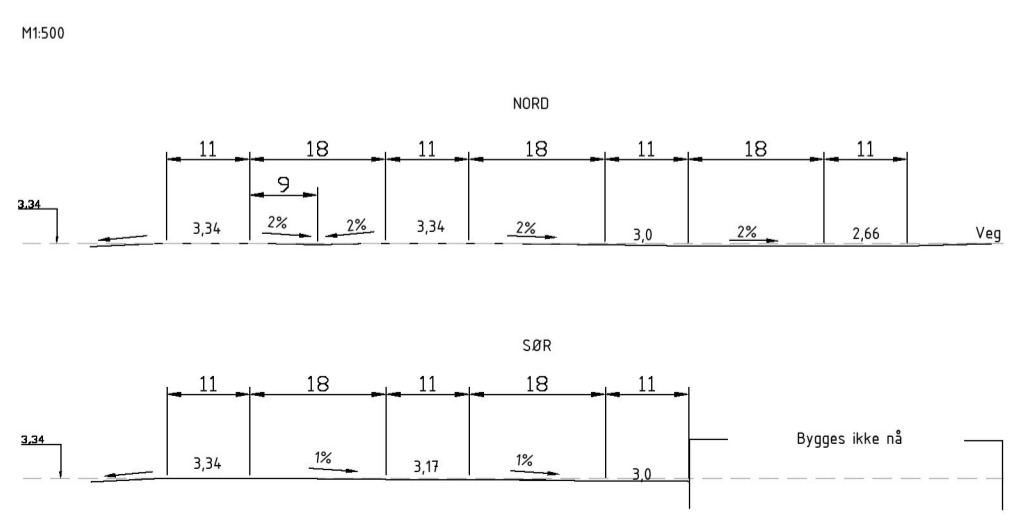 M1:500
NORD
11 18 11 18 11 18 11
9
3.34
3,34 2% 2% 3,34 2% 3,0 2% 2,66 Veg
SØR
11 18 11 18 11
3,34 Bygges ikke nå
3,34 1% 3,17 1% 3,0